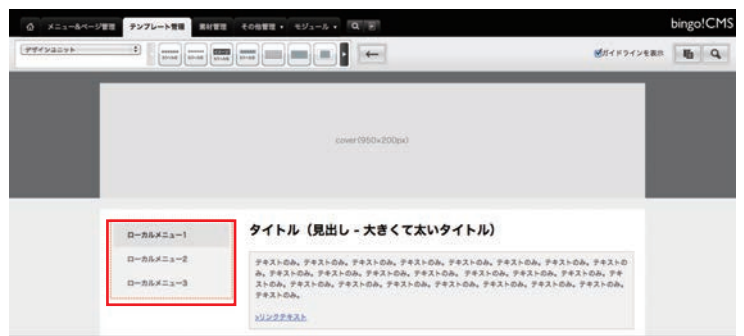 メニュー&ページ管理 テンプレート管理 素材管理 その他管理 モジュール bingo!CMS
デザインユニット ガイドラインを表示
cover(950×200px)
タイトル（見出し - 大きくて太いタイトル）
ローカルメニュー1
ローカルメニュー2
ローカルメニュー3
テキストのみ。テキストのみ。テキストのみ。テキストのみ。テキストのみ。テキストのみ。テキストのみ。テキストの
み。テキストのみ。テキストのみ。テキストのみ。テキストのみ。 テキストのみ。テキストのみ。テキストのみ。テキ
ストのみ。テキストのみ。テキストのみ。テキストのみ。テキストのみ。テキストのみ。テキストのみ。テキストのみ。
テキストのみ。
»リンクテキスト